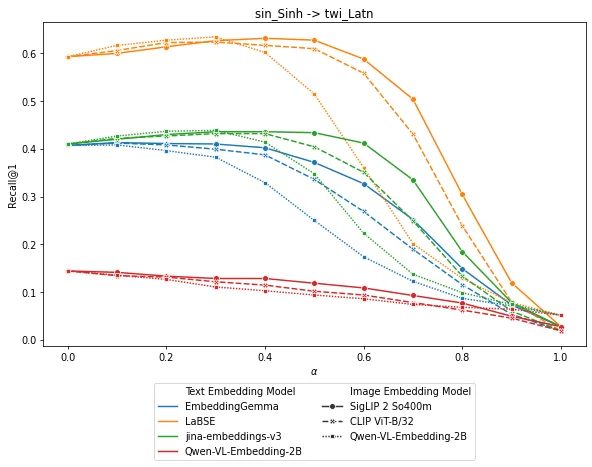 sin_Sinh -> twi_Latn
Recall@1
0.6
0.5
0.4
0.3
0.2
0.1
0.0
0.0 0.2 0.4 0.6 0.8 1.0
α
Text Embedding Model Image Embedding Model
EmbeddingGemma SigLIP 2 So400m
LaBSE CLIP ViT-B/32
jina-embeddings-v3 Qwen-VL-Embedding-2B
Qwen-VL-Embedding-2B